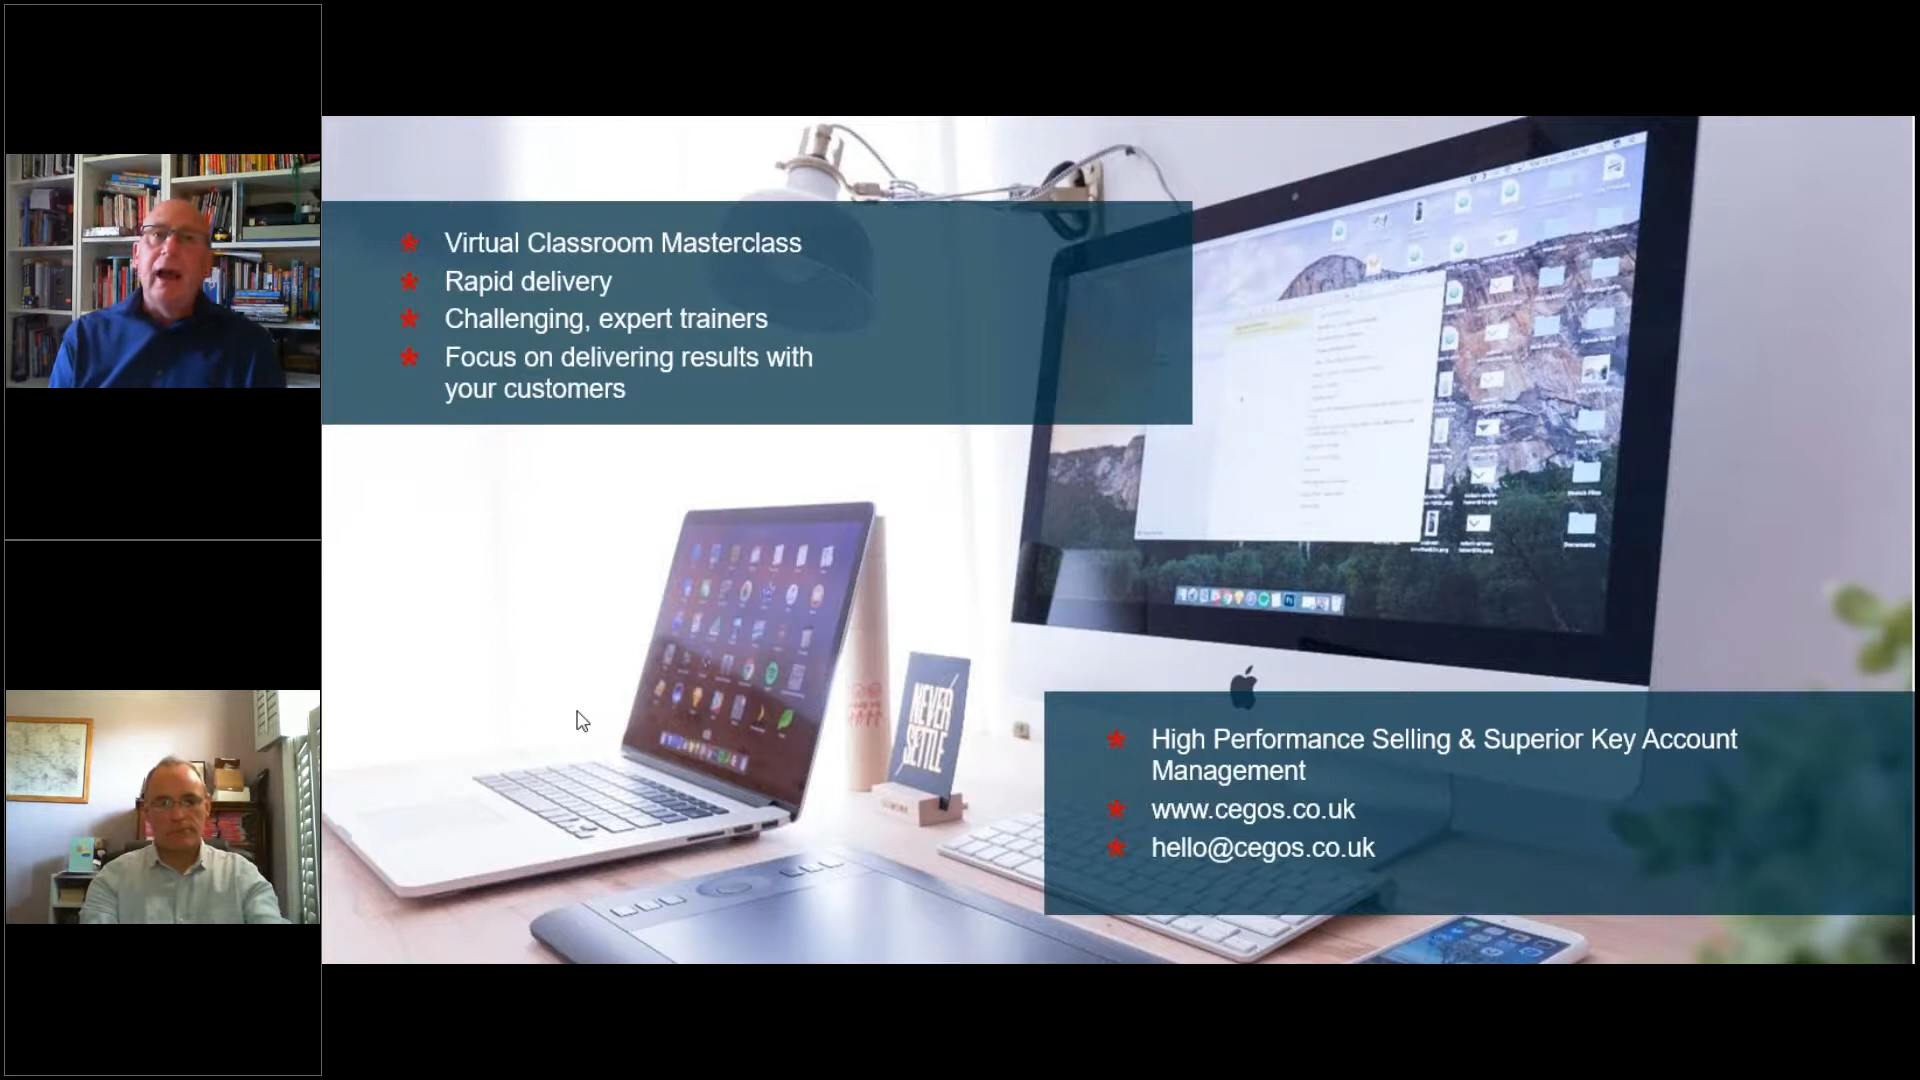 * Virtual Classroom Masterclass
* Rapid delivery
* Challenging, expert trainers
* Focus on delivering results with
your customers
NEVER
SETTLE
* High Performance Selling & Superior Key Account
Management
* www.cegos.co.uk
* hello@cegos.co.uk